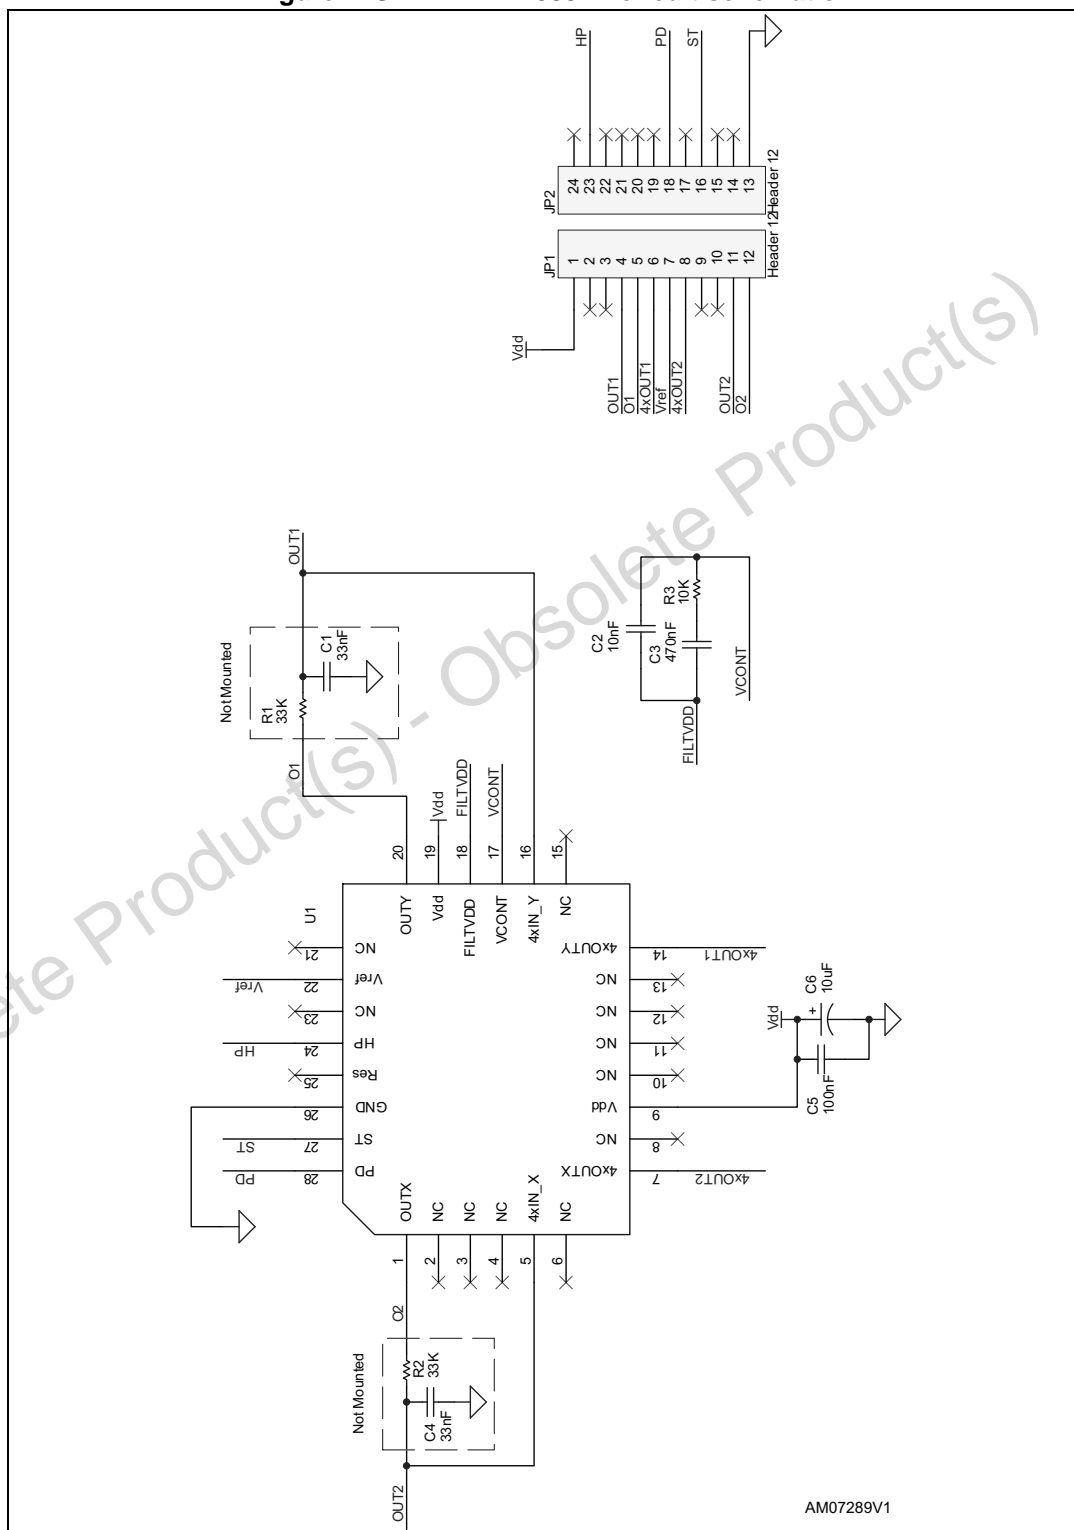 HP
PD
ST
JP2
24
23
22
21
20
19
18
17
16
15
14
13
Header 12
JP1
1
2
3
4
5
6
7
8
9
10
11
12
Header 12
Vdd
OUT1
O1
4xOUT1
Vref
4xOUT2
OUT2
O2
OUT1
Not Mounted
C1
33nF
R1
33K
O1
C2
10nF
C3
470nF
R3
10K
FILTVDD
VCONT
Vdd
FILTVDD
VCONT
20
19
18
17
16
15
U1
OUTY
Vdd
FILTVDD
VCONT
4xIN_Y
NC
NC
21
Vref
22
Vref
NC
23
HP
24
HP
Res
25
GND
26
ST
27
ST
PD
28
PD
4xOUTY
14
4xOUT1
NC
13
NC
12
NC
11
NC
10
Vdd
9
NC
8
4xOUTX
7
4xOUT2
Vdd
C6
10uF
+
C5
100nF
OUTX
NC
NC
NC
4xIN_X
NC
1
2
3
4
5
6
O2
Not Mounted
R2
33K
C4
33nF
OUT2
AM07289V1
ete Product(s) - Obsolete Product(s)